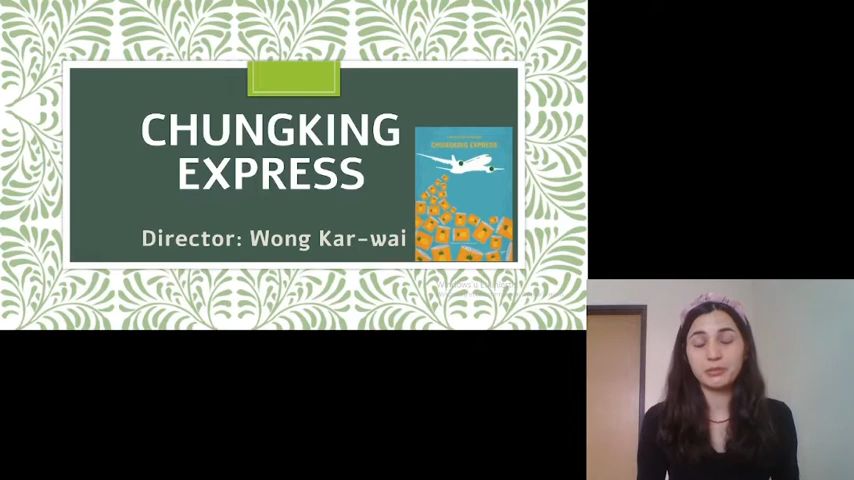 CHUNGKING
EXPRESS
CHUNGKING EXPRESS
Director: Wong Kar-wai